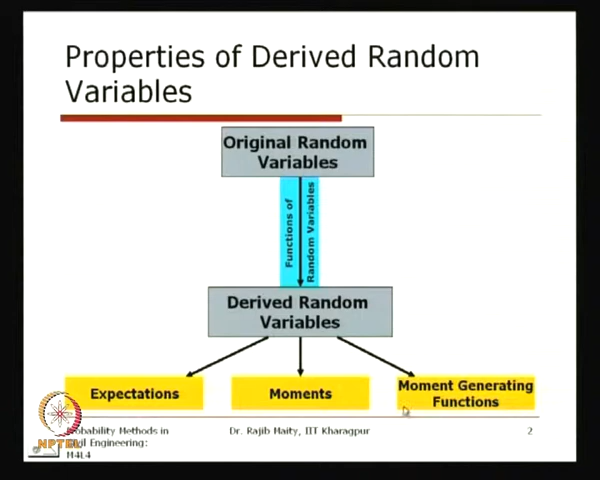 Properties of Derived Random
Variables
Original Random
Variables
Functions of
Random Variables
Derived Random
Variables
Expectations
Moments
Moment Generating
Functions
Probability Methods in
Civil Engineering:
M4L4
Dr. Rajib Maity, IIT Kharagpur
2
NPTEL